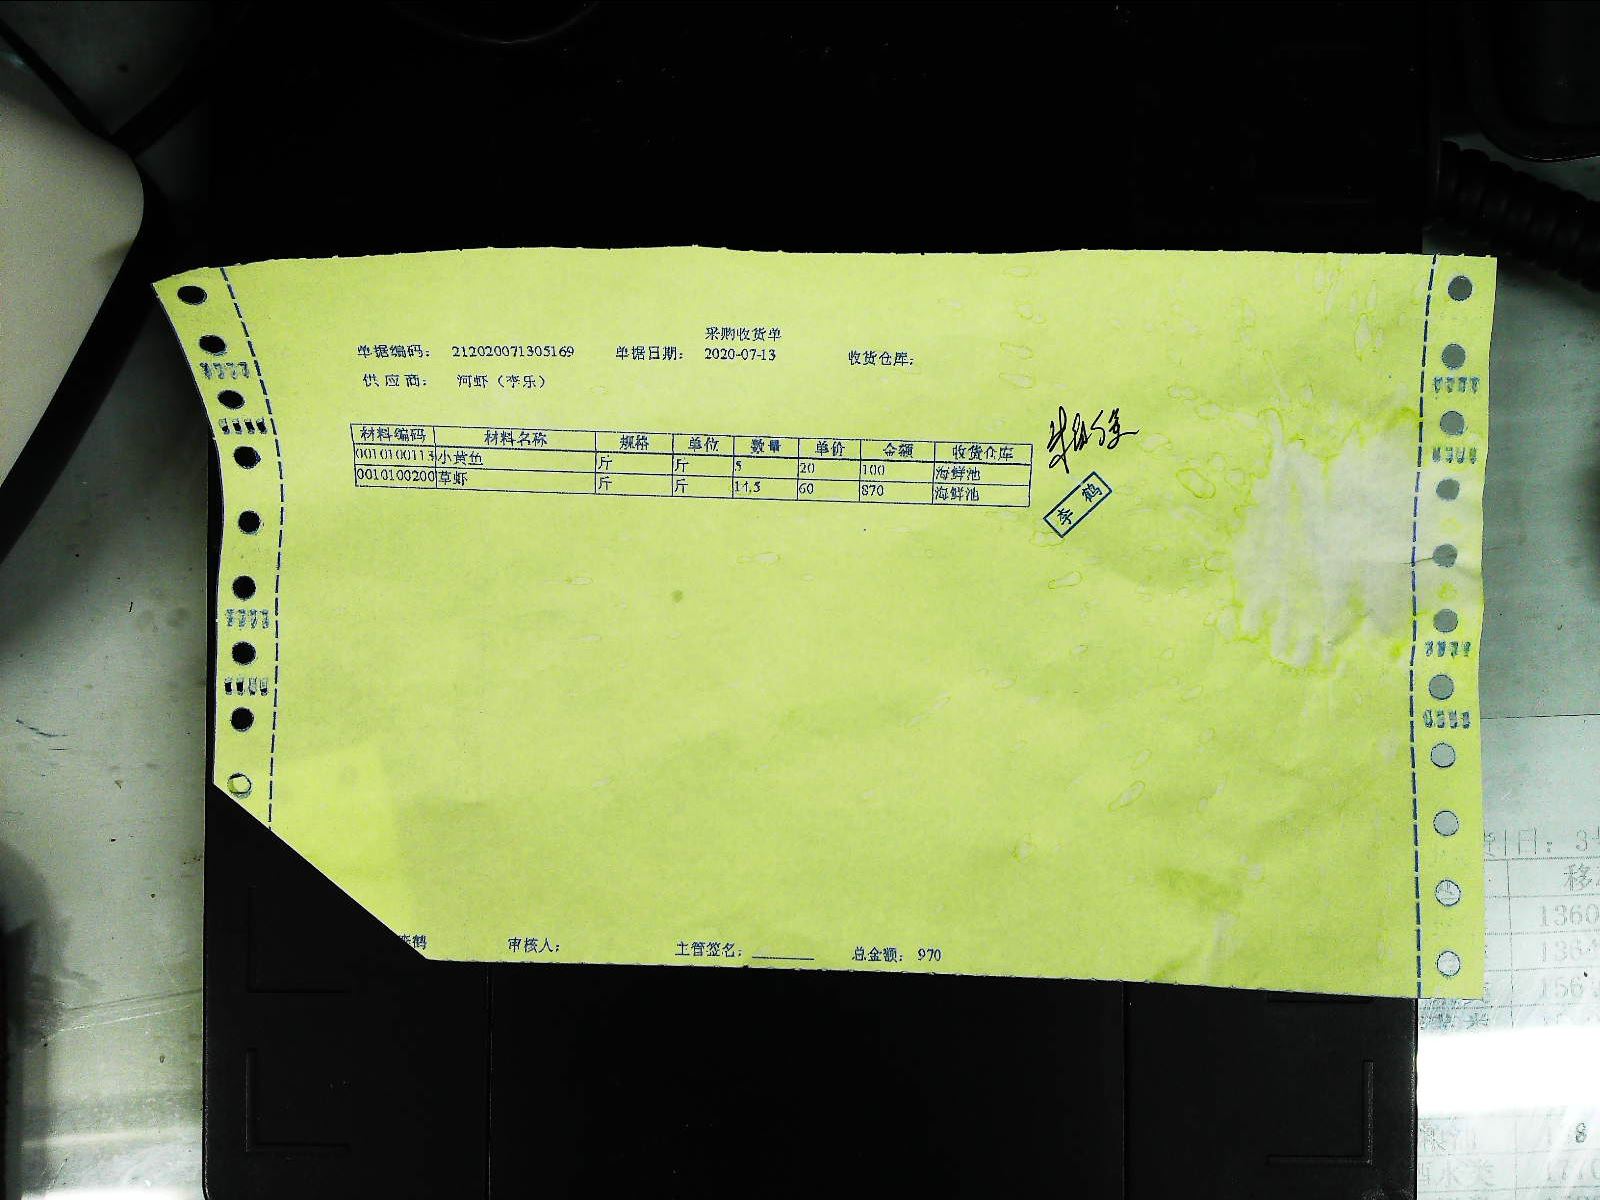 采购收货单
单据编码： 212020071305169 单据日期： 2020-07-13 收货仓库：
供应商： 河虾（李乐）
材料编码 材料名称 规格 单位 数量 单价 金额 收货仓库
0010100113 小黄鱼 斤 斤 5 20 100 海鲜池
0010100200 草虾 斤 斤 14.5 60 870 海鲜池
李鹤
李鹤 审核人： 主管签名： 总金额： 970